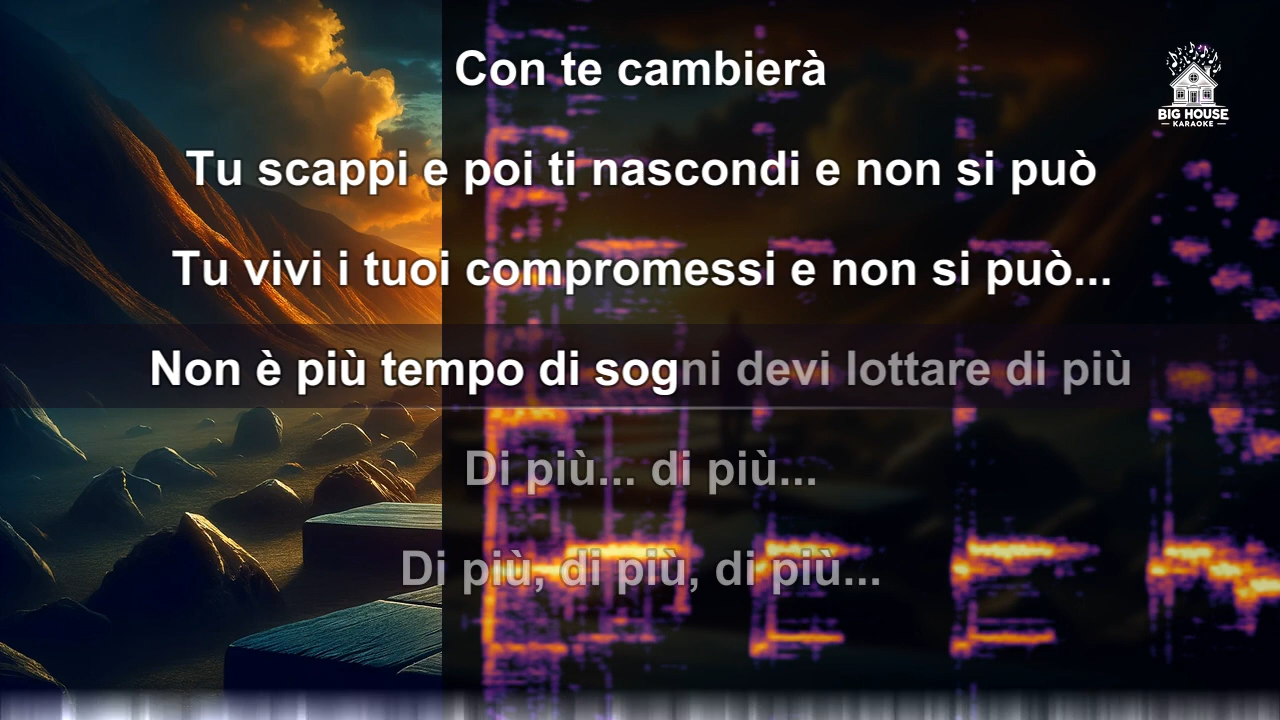 Con te cambierà
BIG HOUSE
KARAOKE
Tu scappi e poi ti nascondi e non si può
Tu vivi i tuoi compromessi e non si può...
Non è più tempo di sogni devi lottare di più
Di più... di più...
Di più, di più, di più...